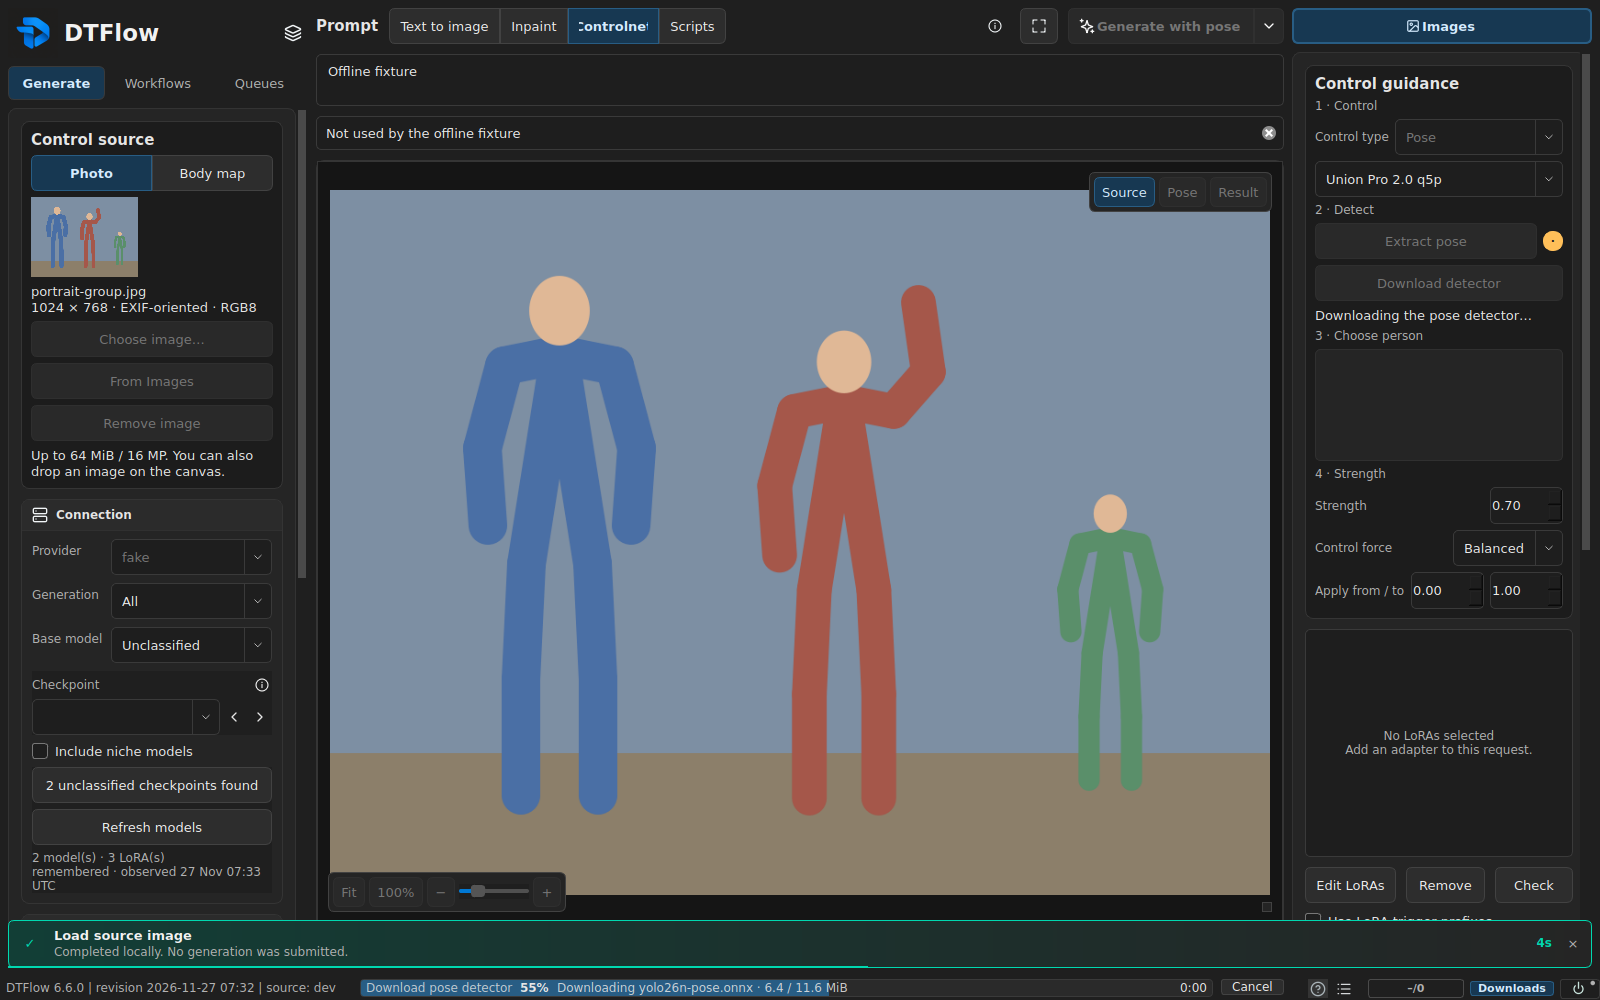 DTFlow
Generate
Workflows
Queues
Control source
Photo
Body map
portrait-group.jpg
1024 × 768 · EXIF-oriented · RGB8
Choose image…
From Images
Remove image
Up to 64 MiB / 16 MP. You can also
drop an image on the canvas.
Connection
Provider
fake
Generation
All
Base model
Unclassified
Checkpoint
Include niche models
2 unclassified checkpoints found
Refresh models
2 model(s) · 3 LoRA(s)
remembered · observed 27 Nov 07:33
UTC
Prompt
Text to image
Inpaint
Controlnet
Scripts
Generate with pose
Offline fixture
Not used by the offline fixture
Source
Pose
Result
Fit
100%
−
+
Images
Control guidance
1 · Control
Control type
Pose
Union Pro 2.0 q5p
2 · Detect
Extract pose
Download detector
Downloading the pose detector…
3 · Choose person
4 · Strength
Strength
0.70
Control force
Balanced
Apply from / to
0.00
1.00
No LoRAs selected
Add an adapter to this request.
Edit LoRAs
Remove
Check
Use LoRA trigger prefixes
Load source image
Completed locally. No generation was submitted.
4s
DTFlow 6.6.0 | revision 2026-11-27 07:32 | source: dev
Download pose detector 55% Downloading yolo26n-pose.onnx · 6.4 / 11.6 MiB
0:00
Cancel
–/0
Downloads